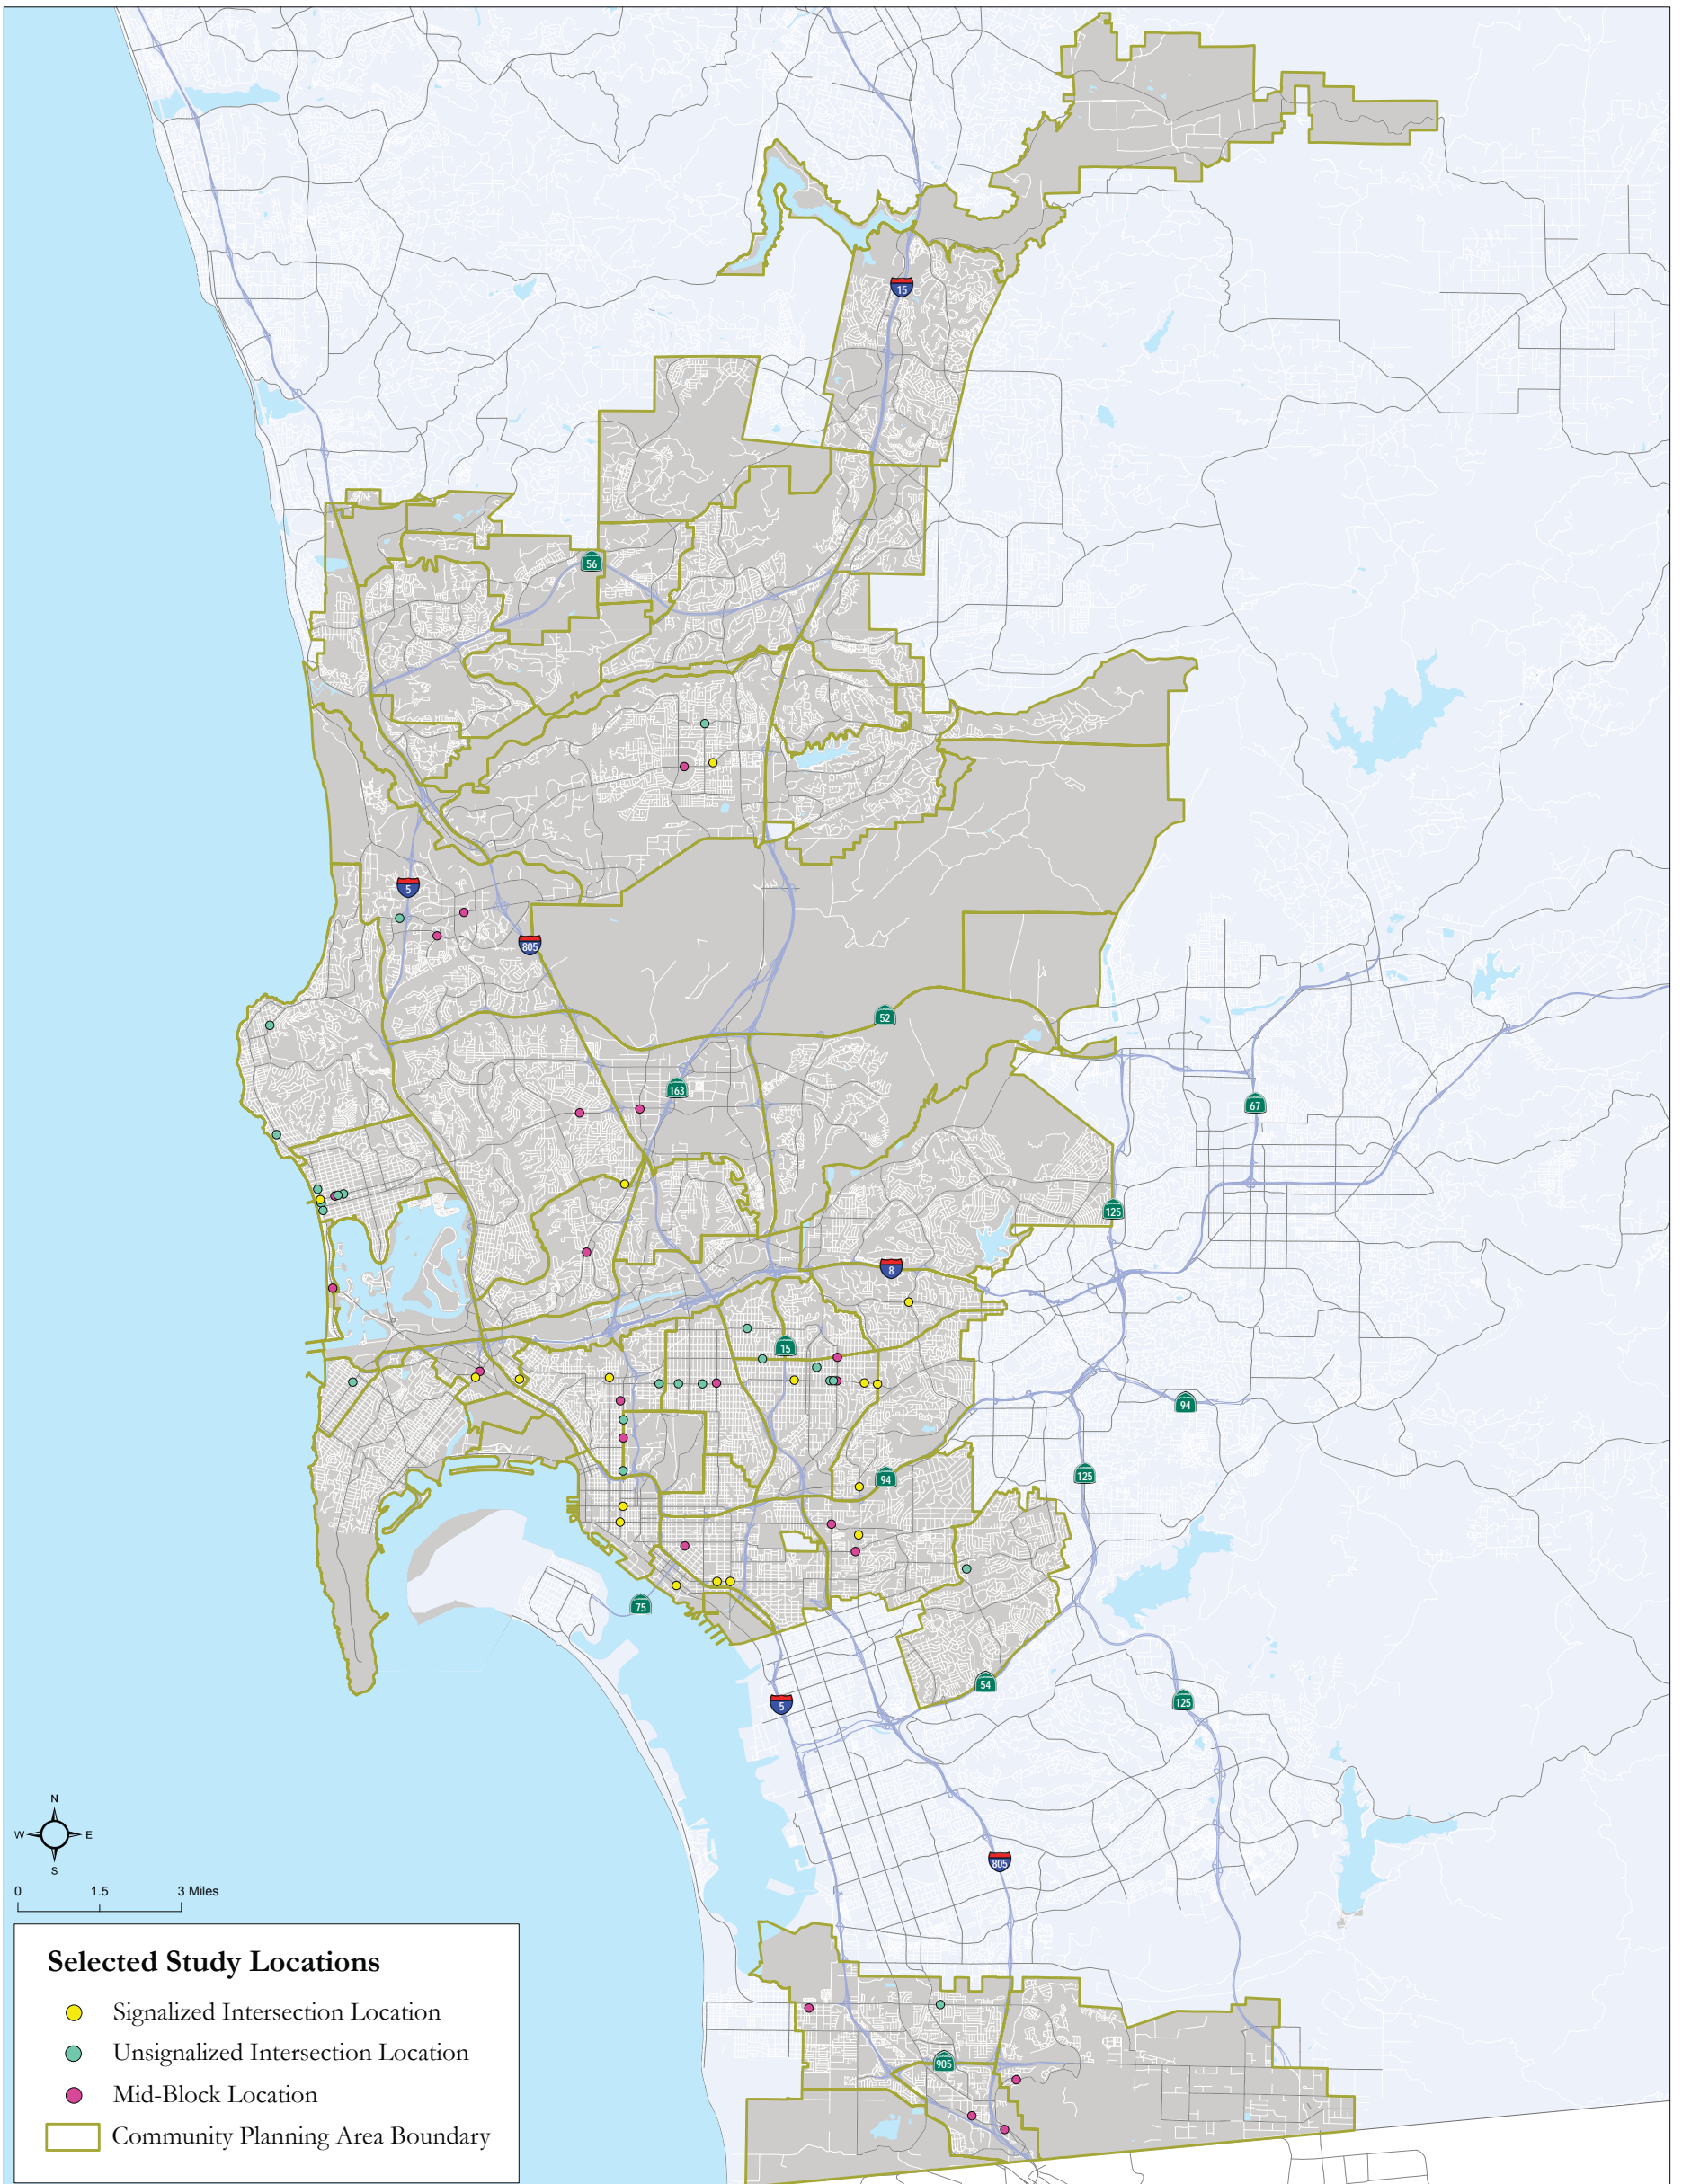 15
56
5
805
52
163
67
125
8
15
94
94
125
75
54
125
5
N
W E
S
805
0 1.5 3 Miles
Selected Study Locations
Signalized Intersection Location
Unsignalized Intersection Location
Mid-Block Location
Community Planning Area Boundary
905